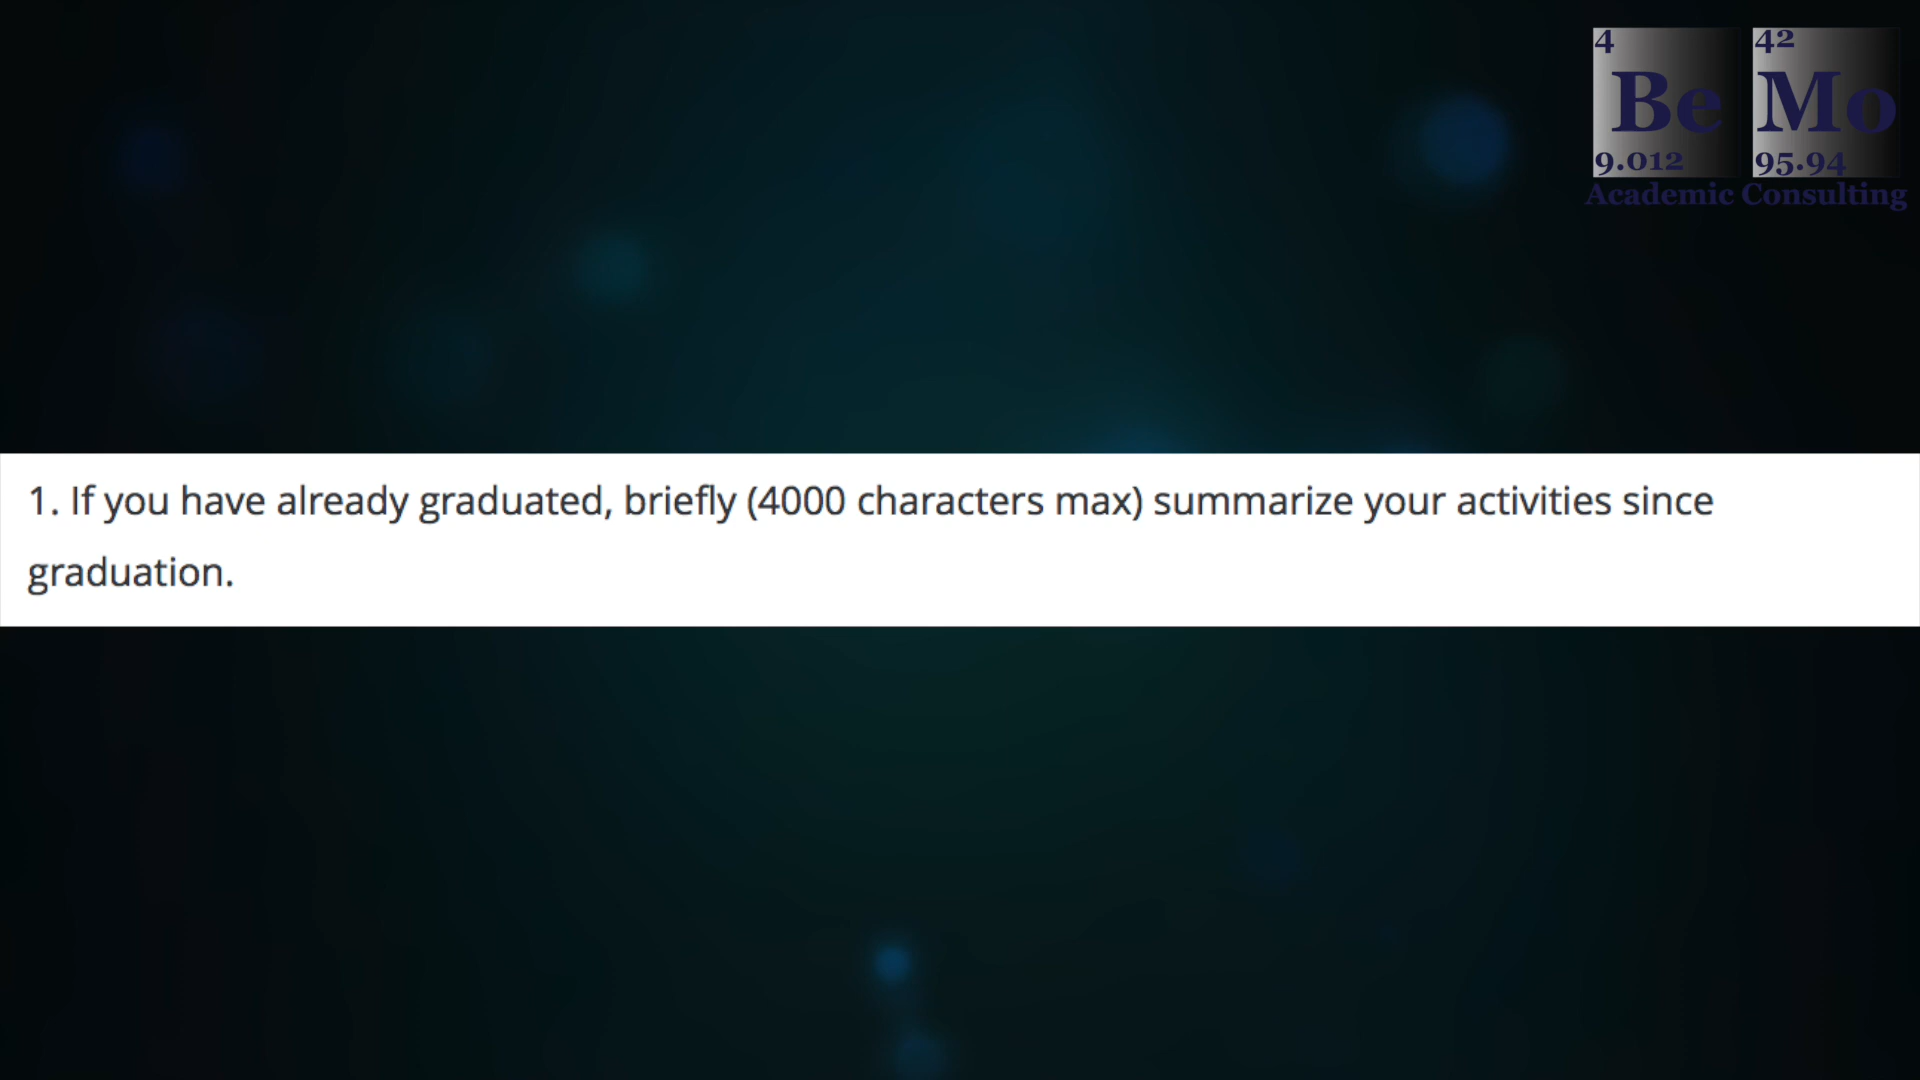 4 42
Be Mo
9.012 95.94
Academic Consulting
1. If you have already graduated, briefly (4000 characters max) summarize your activities since
graduation.